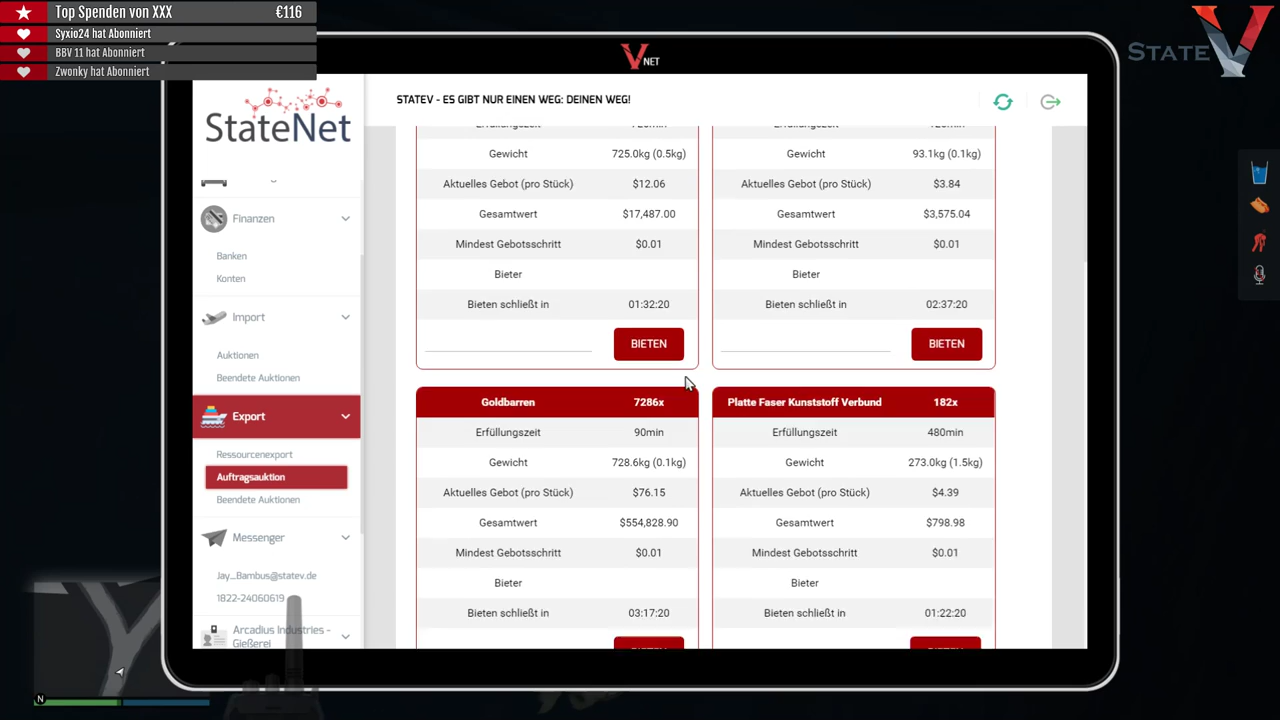 Top Spenden von XXX €116
Syxio24 hat Abonniert
BBV 11 hat Abonniert
Zwonky hat Abonniert
V NET
STATE V
StateNet
STATEV - ES GIBT NUR EINEN WEG: DEINEN WEG!
Finanzen
Banken
Konten
Import
Auktionen
Beendete Auktionen
Export
Ressourcenexport
Auftragsauktion
Beendete Auktionen
Messenger
Jay_Bambus@statev.de
1822-24060619
Arcadius Industries -
Gießerei
Erfüllungszeit 720min
Gewicht 725.0kg (0.5kg)
Aktuelles Gebot (pro Stück) $12.06
Gesamtwert $17,487.00
Mindest Gebotsschritt $0.01
Bieter
Bieten schließt in 01:32:20
BIETEN
Erfüllungszeit 720min
Gewicht 93.1kg (0.1kg)
Aktuelles Gebot (pro Stück) $3.84
Gesamtwert $3,575.04
Mindest Gebotsschritt $0.01
Bieter
Bieten schließt in 02:37:20
BIETEN
Goldbarren 7286x
Erfüllungszeit 90min
Gewicht 728.6kg (0.1kg)
Aktuelles Gebot (pro Stück) $76.15
Gesamtwert $554,828.90
Mindest Gebotsschritt $0.01
Bieter
Bieten schließt in 03:17:20
BIETEN
Platte Faser Kunststoff Verbund 182x
Erfüllungszeit 480min
Gewicht 273.0kg (1.5kg)
Aktuelles Gebot (pro Stück) $4.39
Gesamtwert $798.98
Mindest Gebotsschritt $0.01
Bieter
Bieten schließt in 01:22:20
BIETEN
N